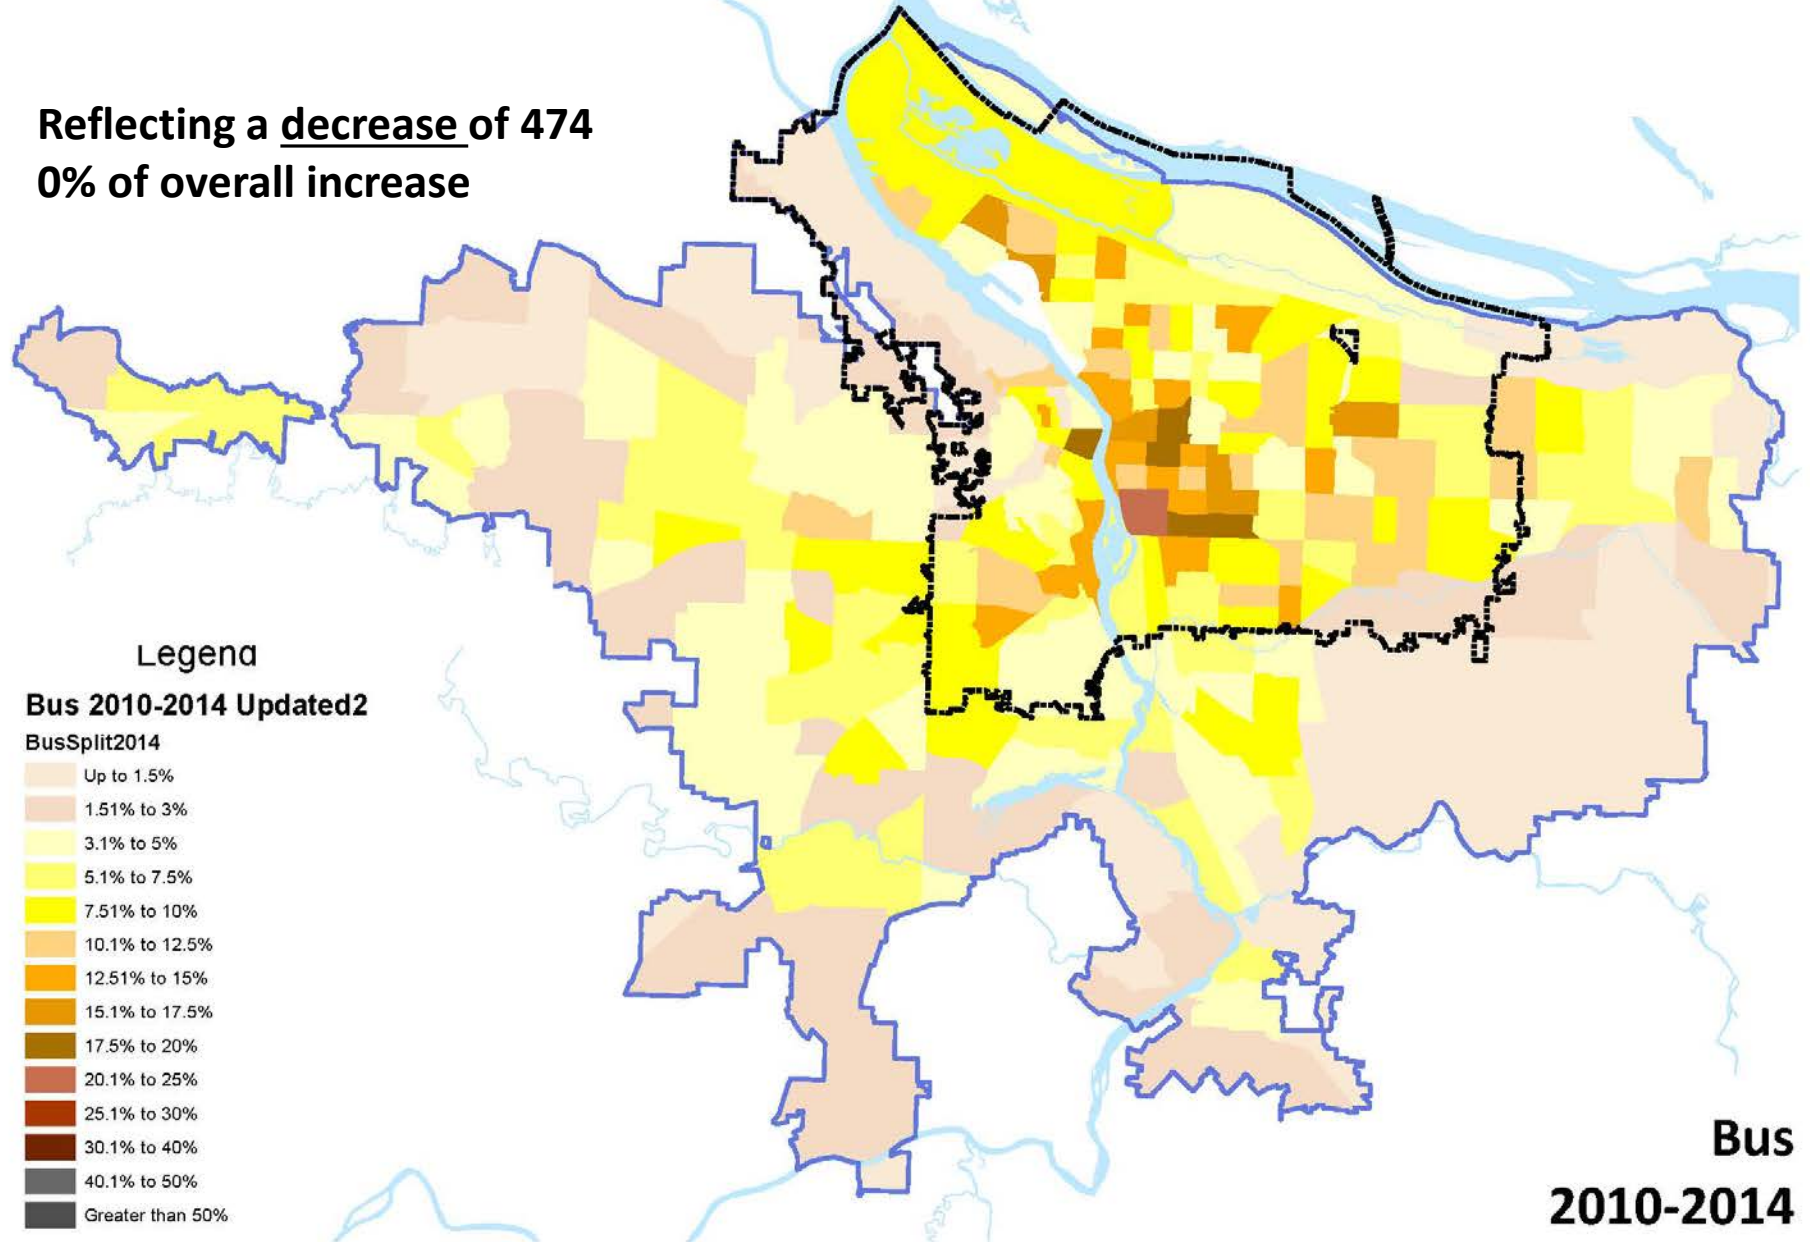 Reflecting a decrease of 474
0% of overall increase
Legend
Bus 2010-2014 Updated2
BusSplit2014
Up to 1.5%
1.51% to 3%
3.1% to 5%
5.1% to 7.5%
7.51% to 10%
10.1% to 12.5%
12.51% to 15%
15.1% to 17.5%
17.5% to 20%
20.1% to 25%
25.1% to 30%
30.1% to 40%
40.1% to 50%
Greater than 50%
Bus
2010-2014